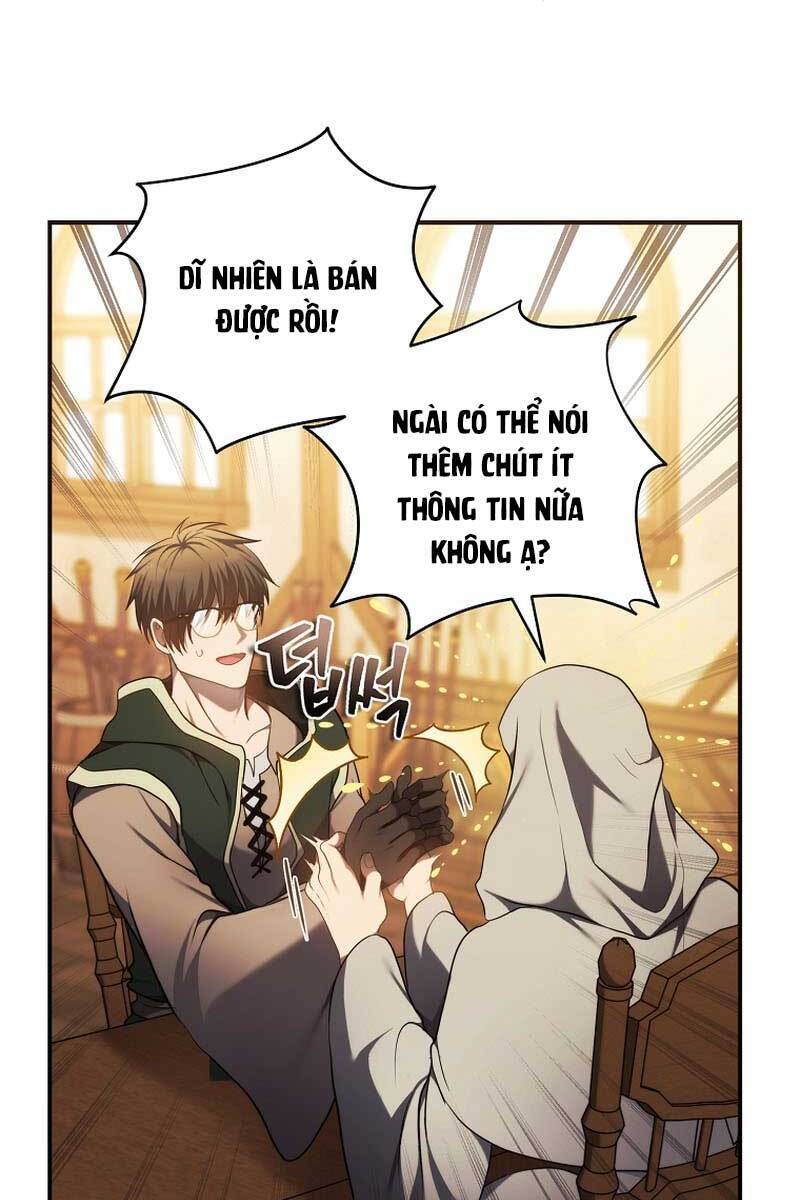 DĨ NHIÊN LÀ BÁN
ĐƯỢC RỒI!
NGÀI CÓ THỂ NÓI
THÊM CHÚT ÍT
THÔNG TIN NỮA
KHÔNG Ạ?
덥썩